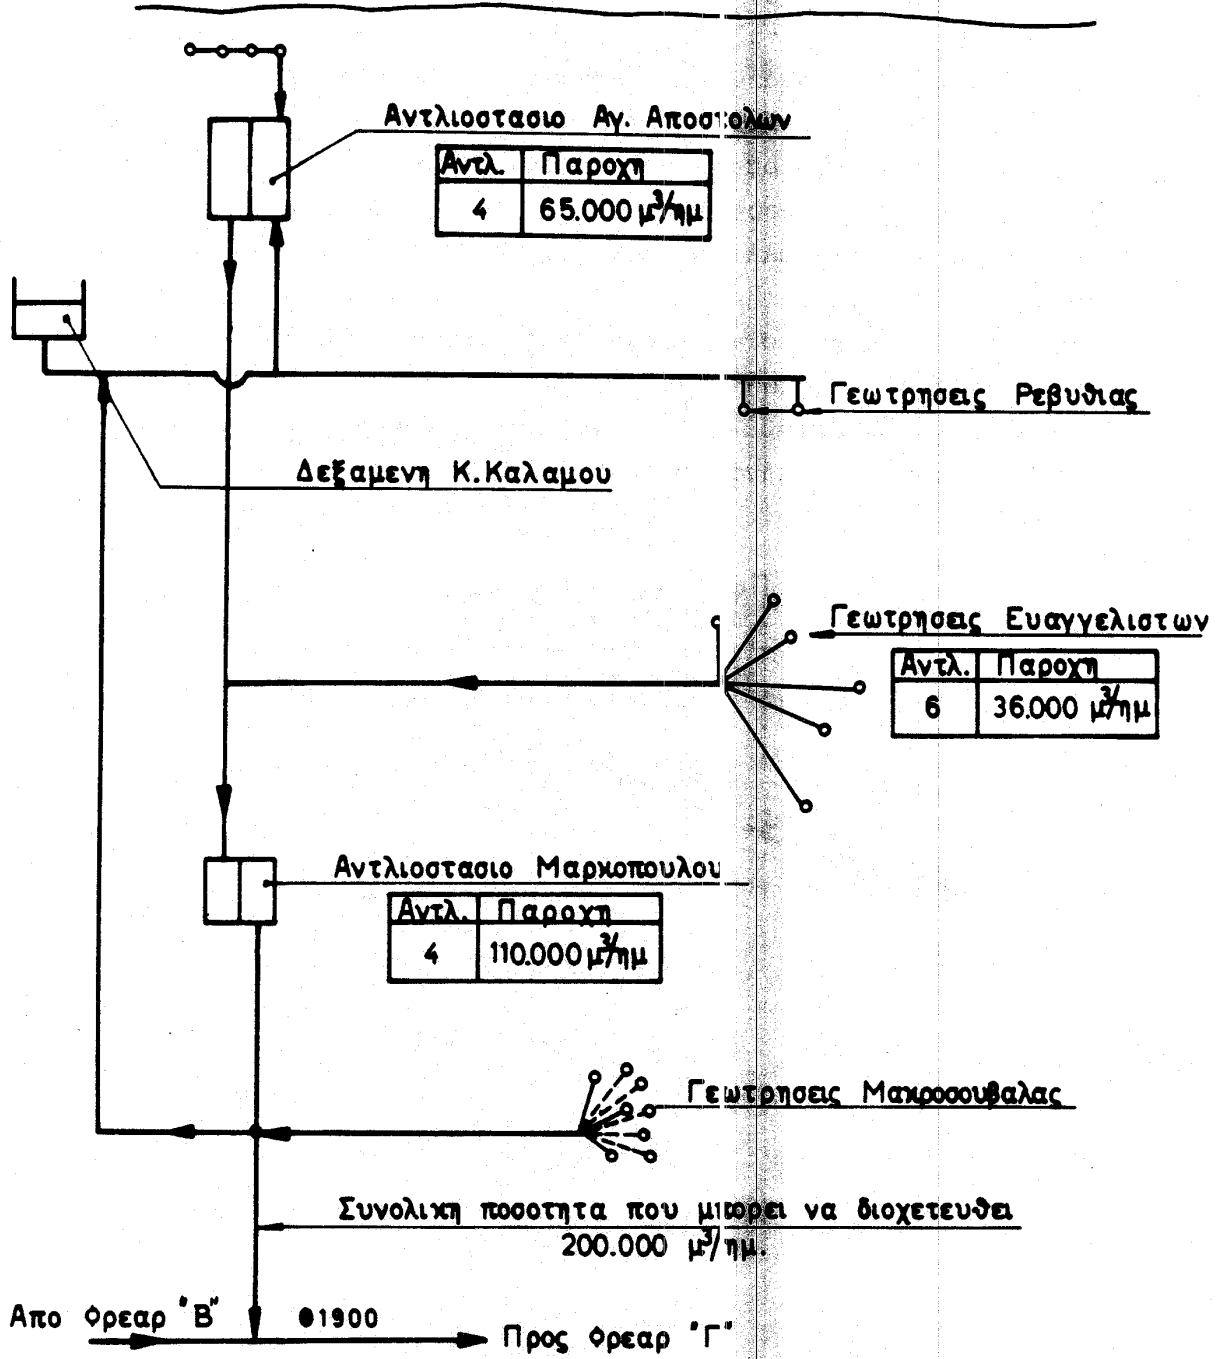 Αντλιοστασιο Αγ. Αποστολων
Αντλ. Παροχη
4 65.000 μ³/ημ
Γεωτρησεις Ρεβυθιας
Δεξαμενη Κ.Καλαμου
Γεωτρησεις Ευαγγελιστων
Αντλ. Παροχη
6 36.000 μ³/ημ
Αντλιοστασιο Μαρκοπουλου
Αντλ. Παροχη
4 110.000 μ³/ημ
Γεωτρησεις Μακροσουβαλας
Συνολικη ποσοτητα που μπορει να διοχετευθει
200.000 μ³/ημ.
Απο φρεαρ "Β" Φ1900
Προς φρεαρ "Γ"